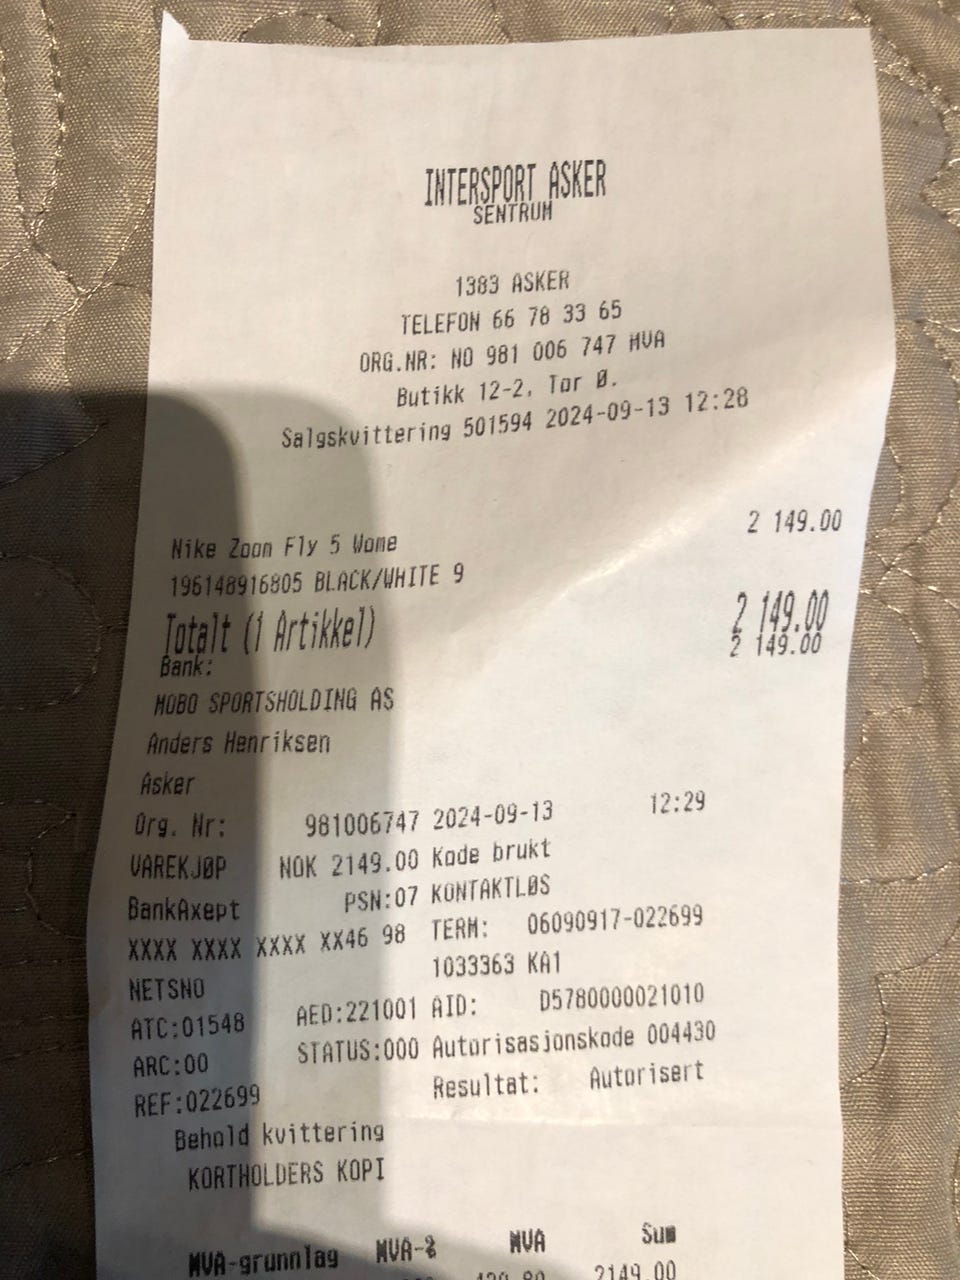 INTERSPORT ASKER
SENTRUM
1383 ASKER
TELEFON 66 78 33 65
ORG.NR: NO 981 006 747 MVA
Butikk 12-2, Tor Ø.
Salgskvittering 501594 2024-09-13 12:28
Nike Zoom Fly 5 Wome 2 149.00
196148916805 BLACK/WHITE 9
Totalt (1 Artikkel) 2 149.00
Bank: 2 149.00
MOBO SPORTSHOLDING AS
Anders Henriksen
Asker
Org. Nr: 981006747 2024-09-13 12:29
VAREKJØP NOK 2149.00 Kode brukt
BankAxept PSN:07 KONTAKTLØS
XXXX XXXX XXXX XX46 98 TERM: 06090917-022699
NETSNO 1033363 KA1
ATC:01548 AED:221001 AID: D5780000021010
ARC:00 STATUS:000 Autorisasjonskode 004430
REF:022699 Resultat: Autorisert
Behold kvittering
KORTHOLDERS KOPI
MVA-grunnlag MVA-% MVA Sum
2149.00